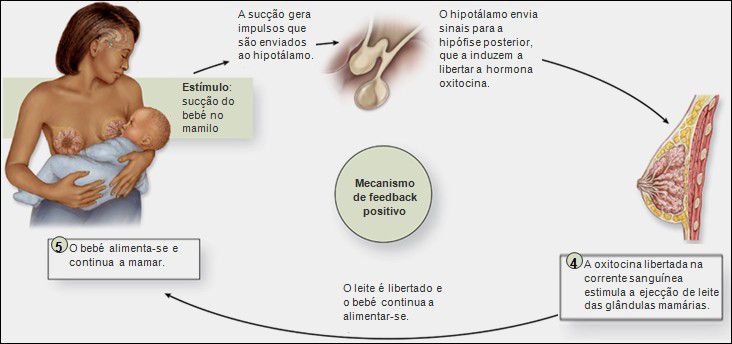 A sucção gera
impulsos que
são enviados
ao hipotálamo.
O hipotálamo envia
sinais para a
hipófise posterior,
que a induzem a
libertar a hormona
oxitocina.
Estímulo:
sucção do
bebé no
mamilo
Mecanismo
de feedback
positivo
5 O bebé alimenta-se e
continua a mamar.
4 A oxitocina libertada na
corrente sanguínea
estimula a ejecção de leite
das glândulas mamárias.
O leite é libertado e
o bebé continua a
alimentar-se.